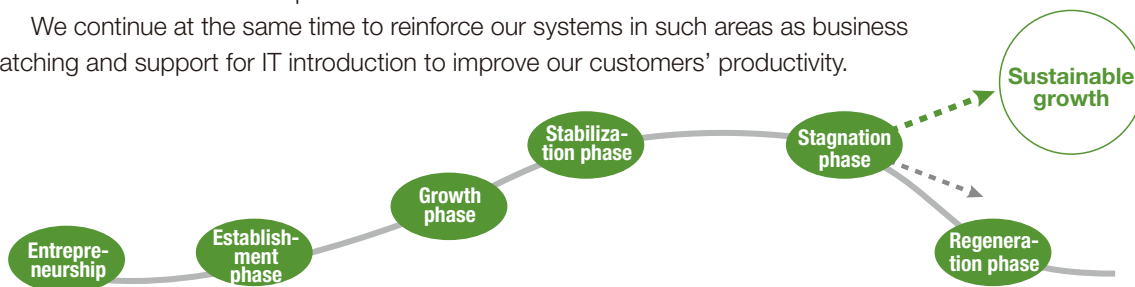 We continue at the same time to reinforce our systems in such areas as business
atching and support for IT introduction to improve our customers' productivity.
Sustainable
growth
Stabiliza-
tion phase
Stagnation
phase
Growth
phase
Establish-
ment
phase
Entrepre-
neurship
Regenera-
tion phase